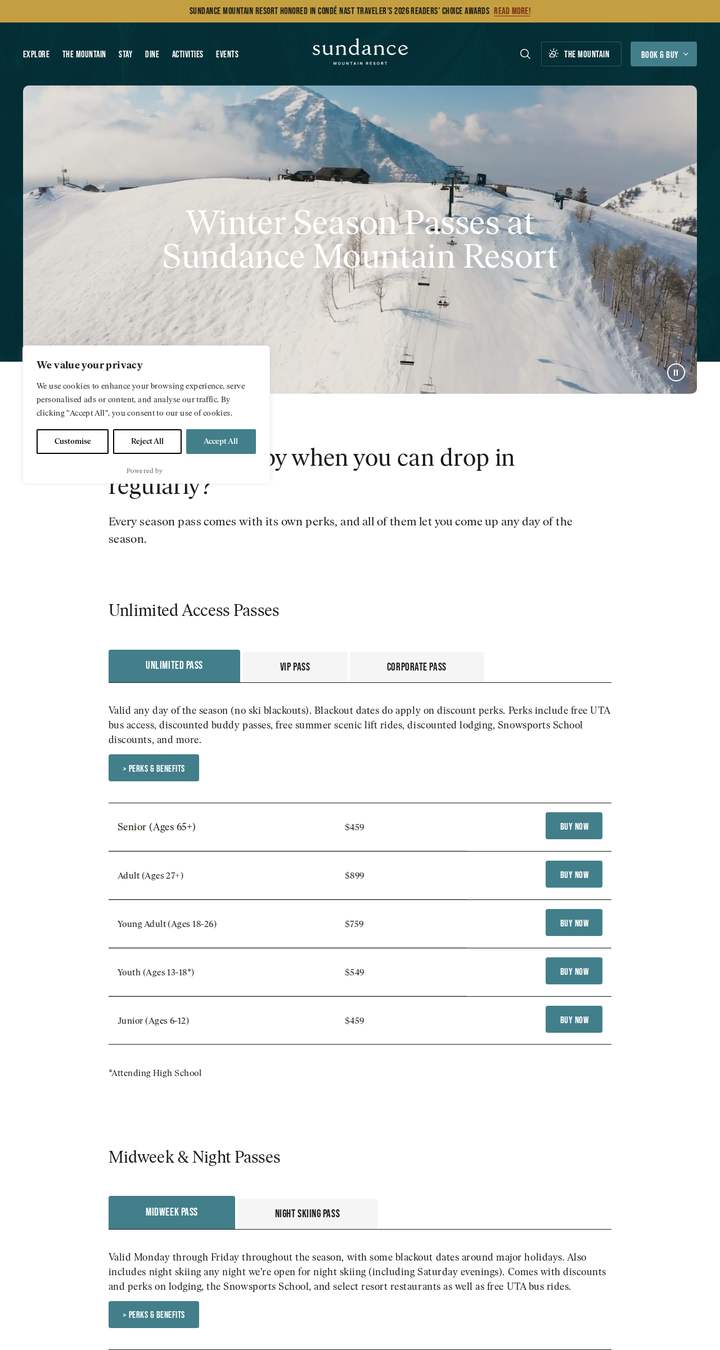 SUNDANCE MOUNTAIN RESORT HONORED IN CONDÉ NAST TRAVELER'S 2026 READERS' CHOICE AWARDS READ MORE!
EXPLORE THE MOUNTAIN STAY DINE ACTIVITIES EVENTS
sundance
MOUNTAIN RESORT
THE MOUNTAIN
BOOK & BUY
Winter Season Passes at
Sundance Mountain Resort
We value your privacy
We use cookies to enhance your browsing experience, serve
personalised ads or content, and analyse our traffic. By
clicking "Accept All", you consent to our use of cookies.
Customise Reject All Accept All
Powered by
by when you can drop in
regularly?
Every season pass comes with its own perks, and all of them let you come up any day of the
season.
Unlimited Access Passes
UNLIMITED PASS VIP PASS CORPORATE PASS
Valid any day of the season (no ski blackouts). Blackout dates do apply on discount perks. Perks include free UTA
bus access, discounted buddy passes, free summer scenic lift rides, discounted lodging, Snowsports School
discounts, and more.
> PERKS & BENEFITS
Senior (Ages 65+) $459 BUY NOW
Adult (Ages 27+) $899 BUY NOW
Young Adult (Ages 18-26) $759 BUY NOW
Youth (Ages 13-18*) $549 BUY NOW
Junior (Ages 6-12) $459 BUY NOW
*Attending High School
Midweek & Night Passes
MIDWEEK PASS NIGHT SKIING PASS
Valid Monday through Friday throughout the season, with some blackout dates around major holidays. Also
includes night skiing any night we're open for night skiing (including Saturday evenings). Comes with discounts
and perks on lodging, the Snowsports School, and select resort restaurants as well as free UTA bus rides.
> PERKS & BENEFITS